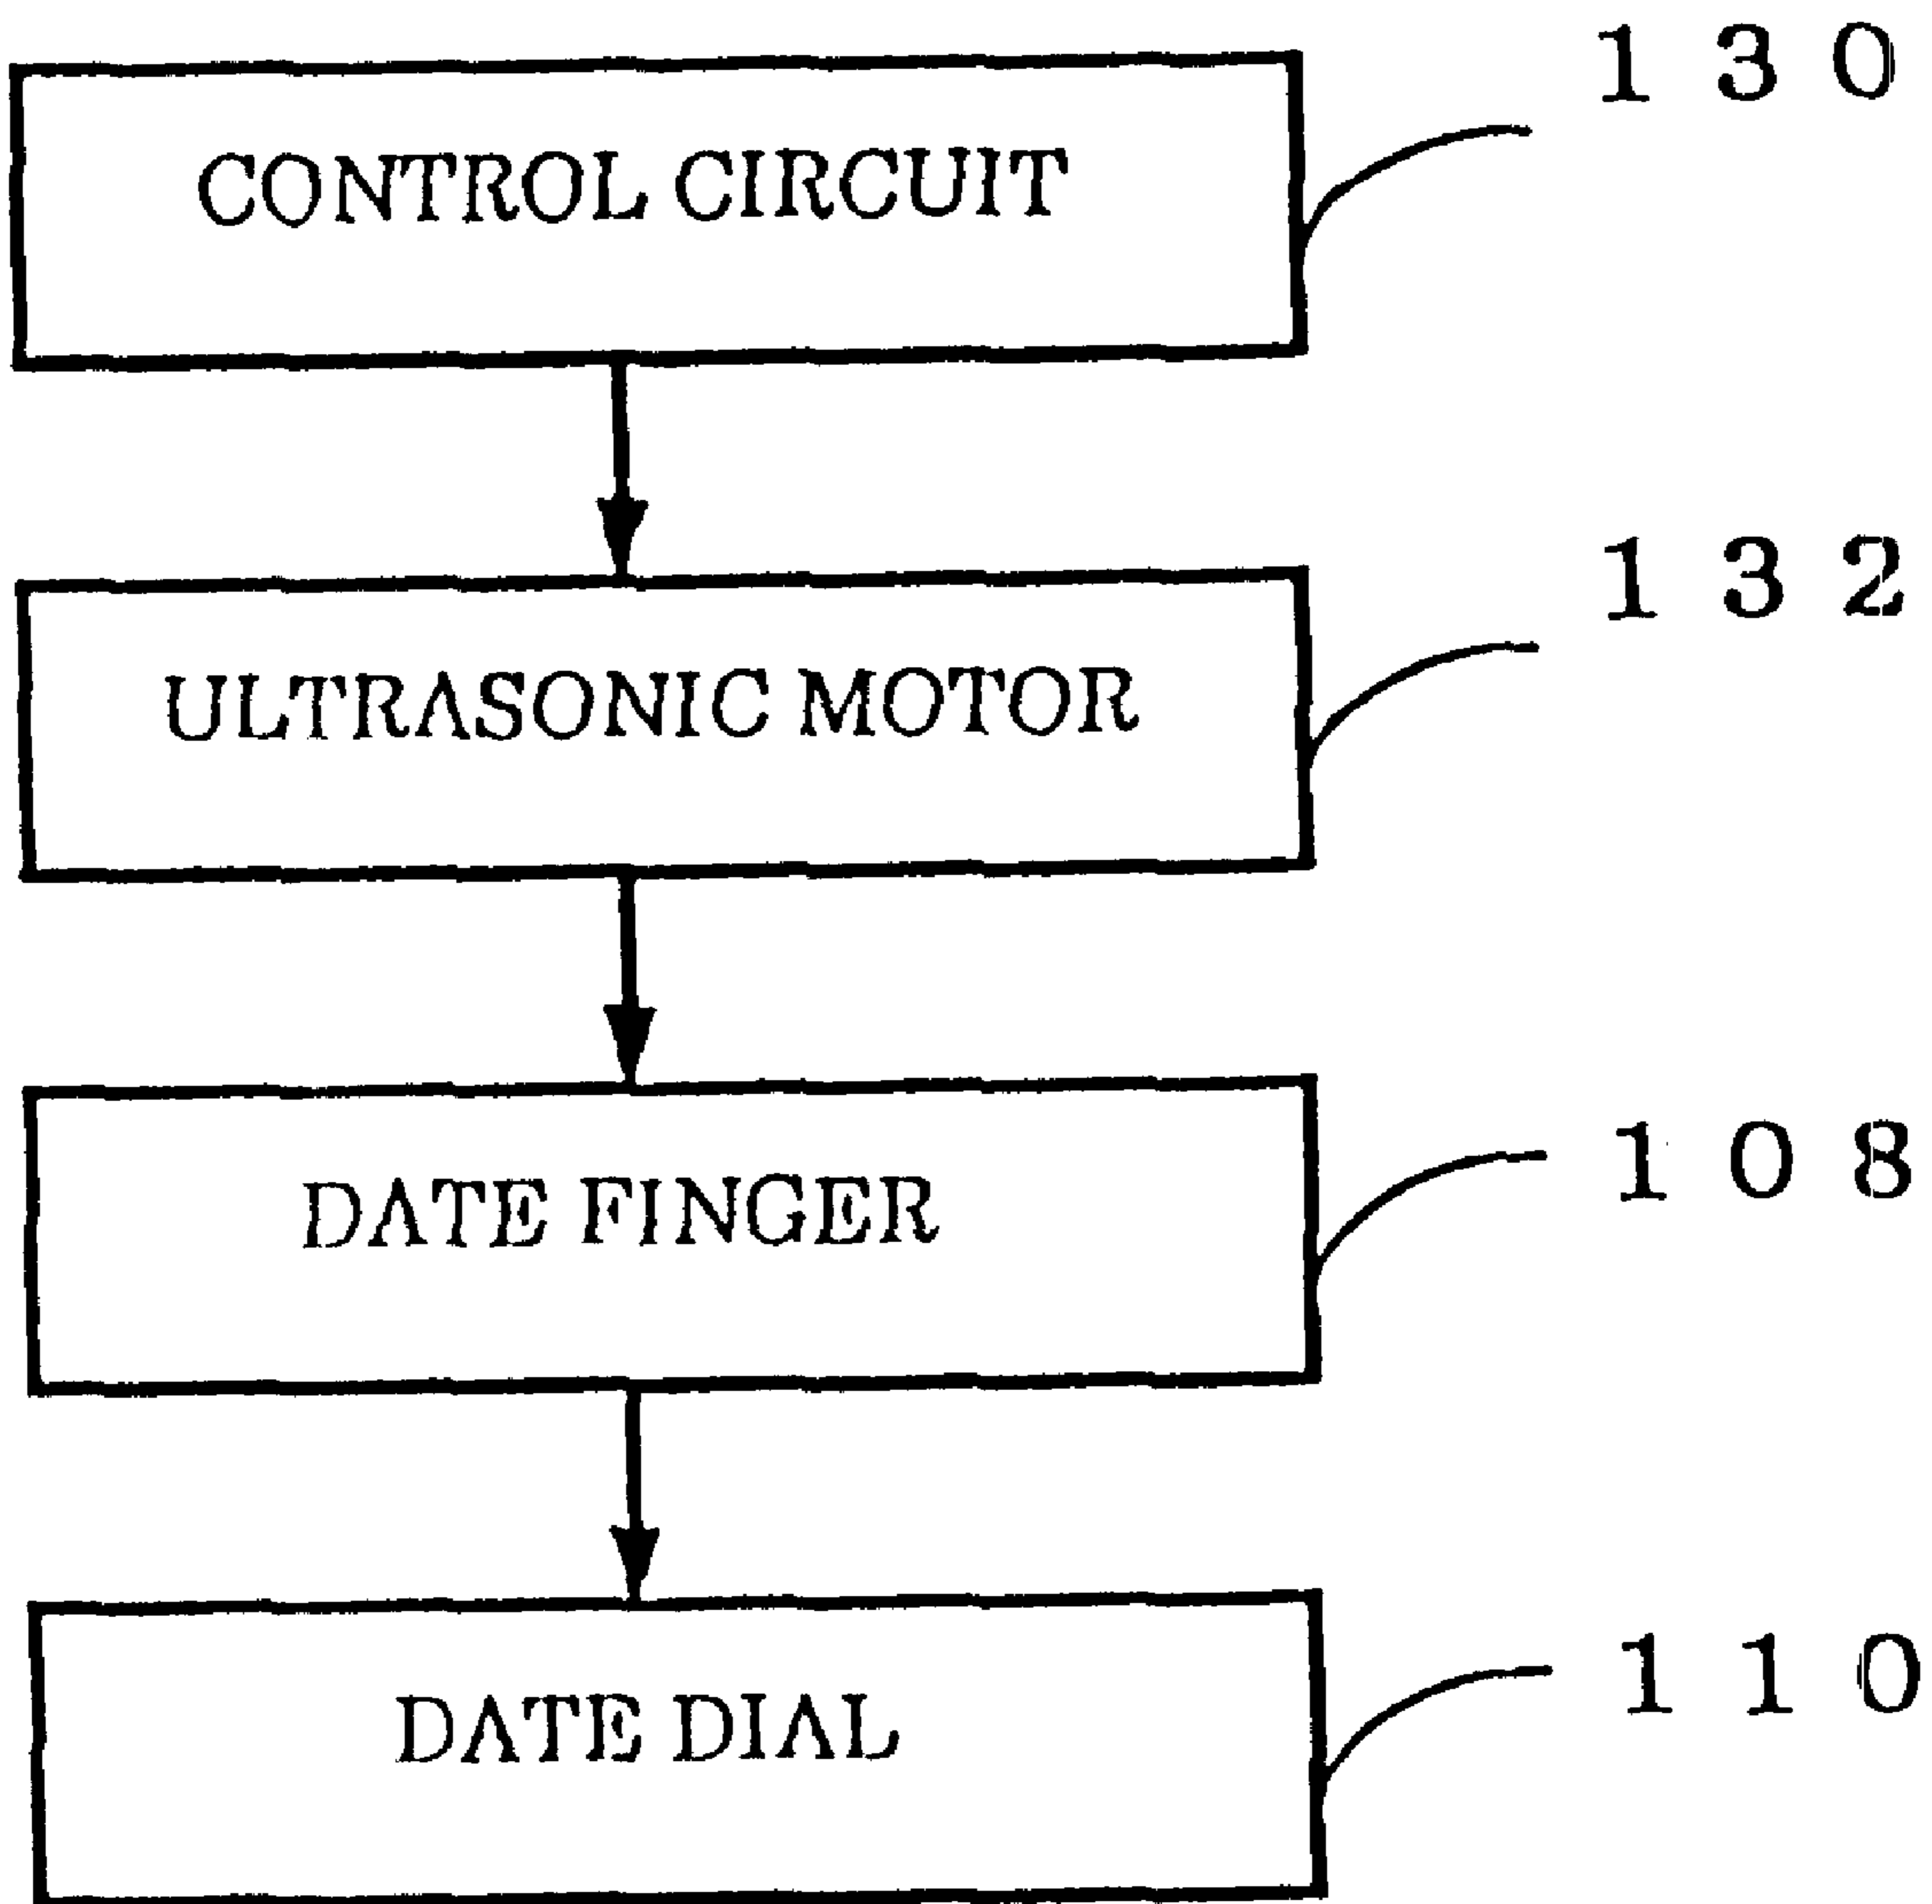 130
CONTROL CIRCUIT
132
ULTRASONIC MOTOR
108
DATE FINGER
110
DATE DIAL